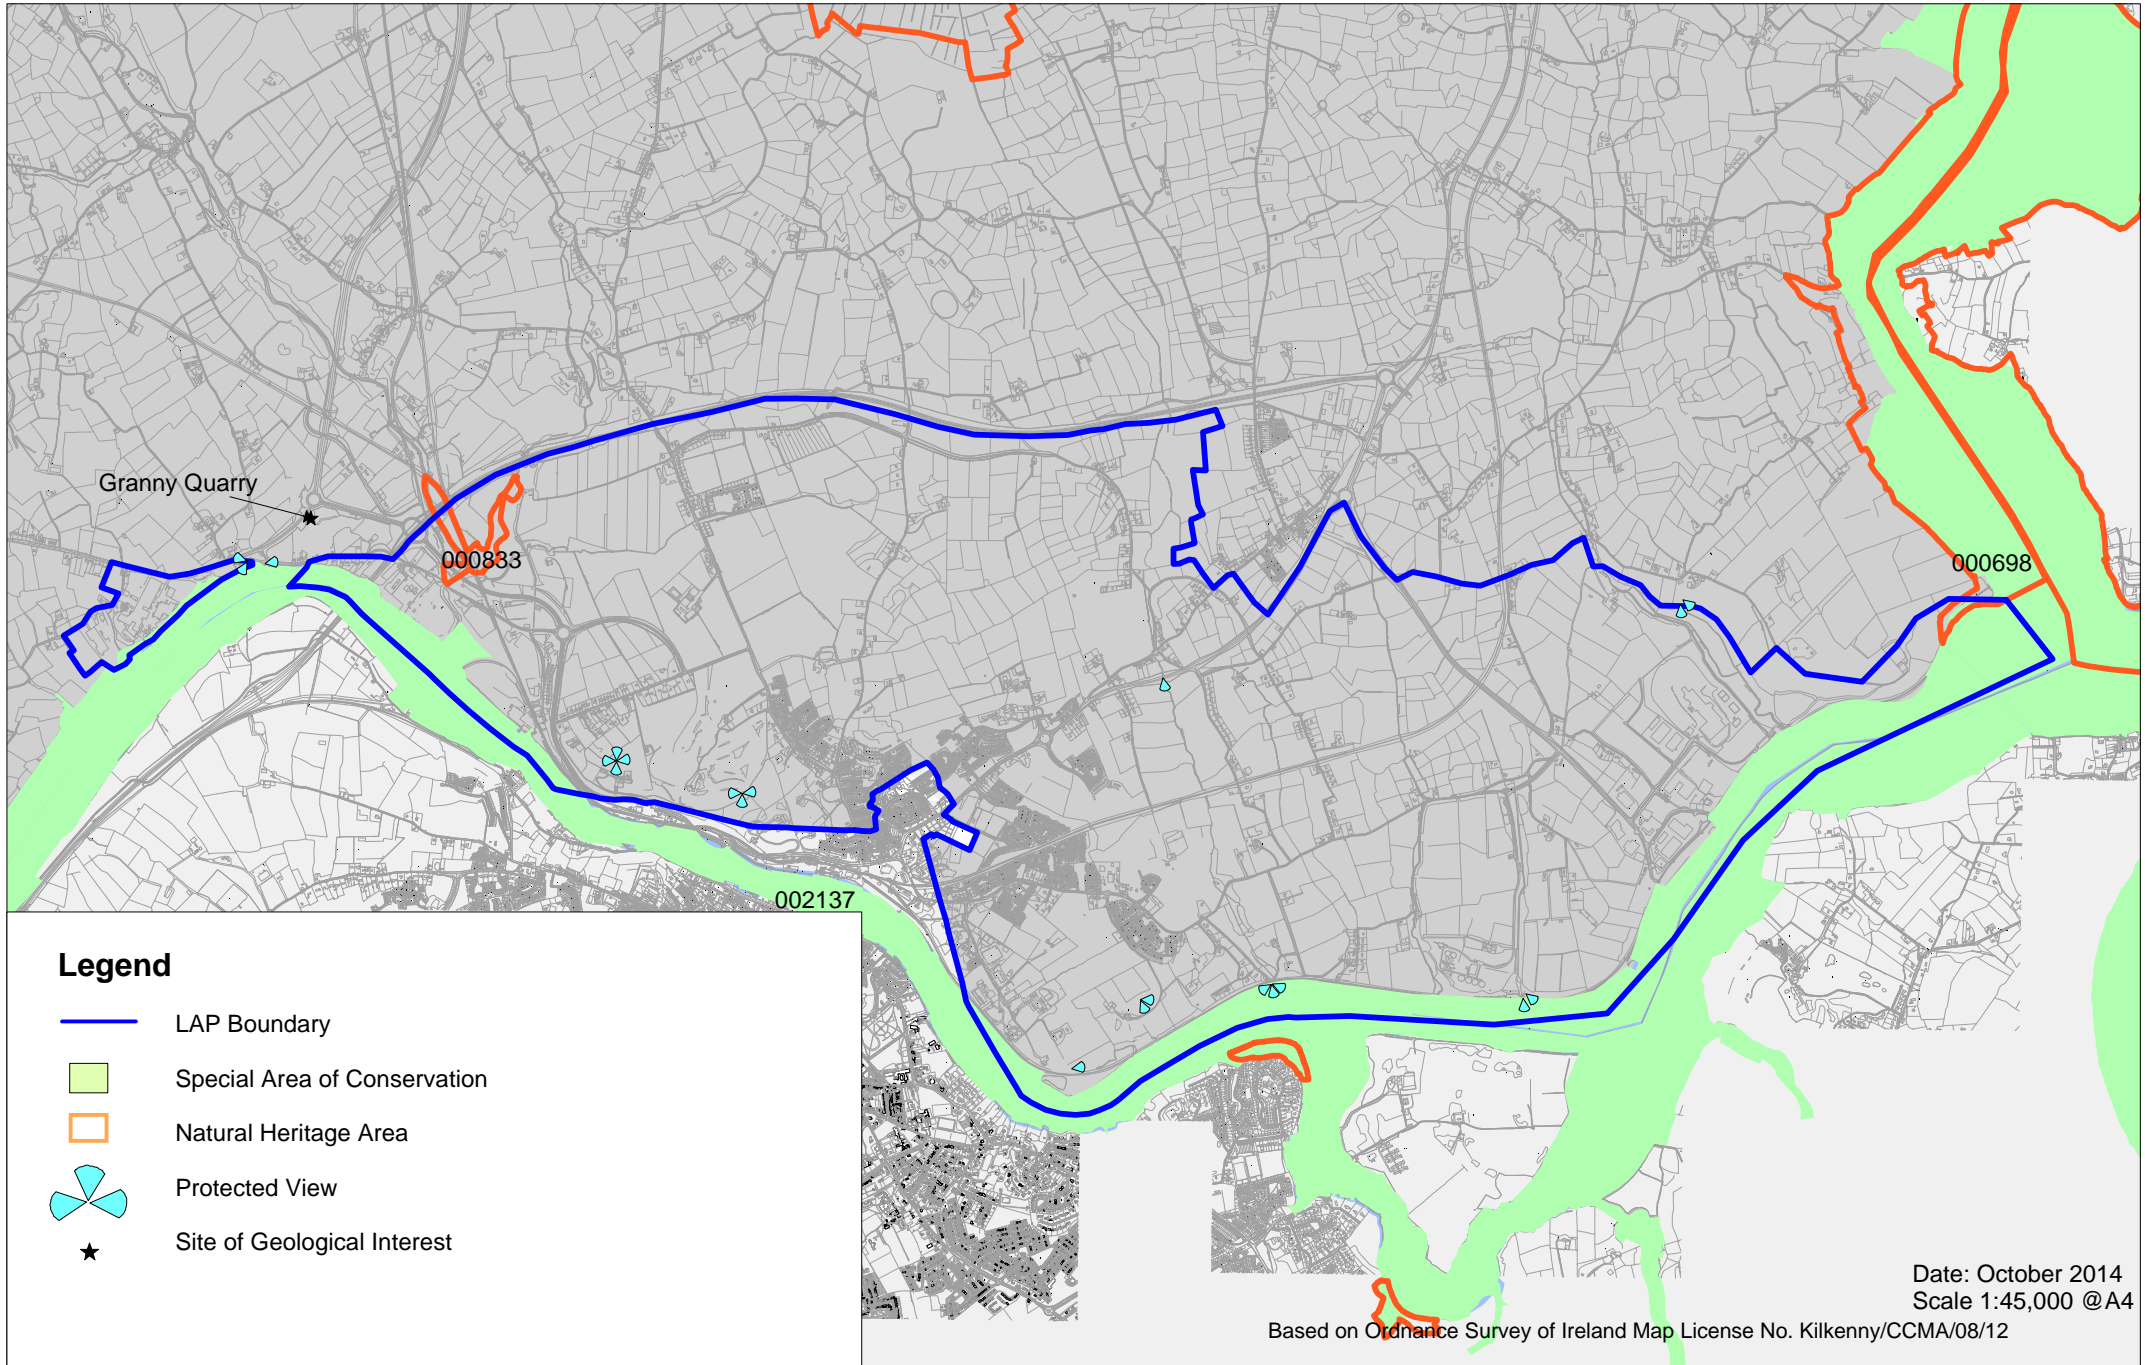 Granny Quarry
000833
000698
002137
Legend
LAP Boundary
Special Area of Conservation
Natural Heritage Area
Protected View
Site of Geological Interest
Date: October 2014
Scale 1:45,000 @A4
Based on Ordnance Survey of Ireland Map License No. Kilkenny/CCMA/08/12